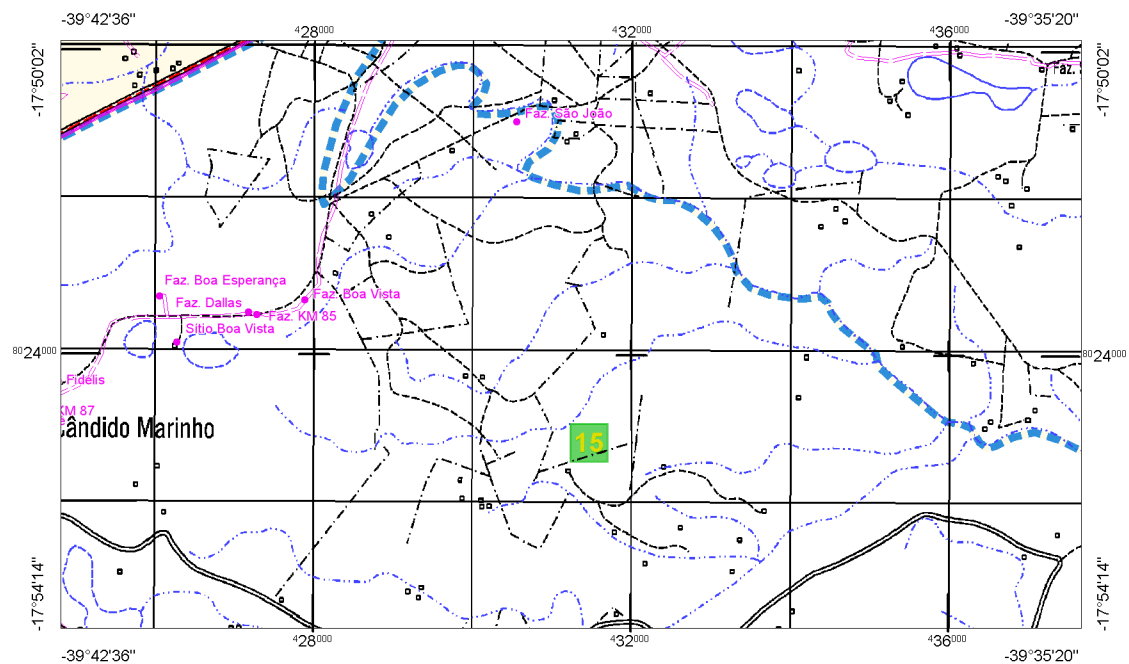 -39°42'36"
-39°35'20"
428000
432000
436000
-17°50'02"
-17°50'02"
Faz.
Faz. São João
Faz. Boa Esperança
Faz. Boa Vista
Faz. Dallas
Faz. KM 85
Sítio Boa Vista
8024000
8024000
Fidélis
KM 87
ândido Marinho
15
-17°54'14"
-17°54'14"
428000
432000
436000
-39°42'36"
-39°35'20"